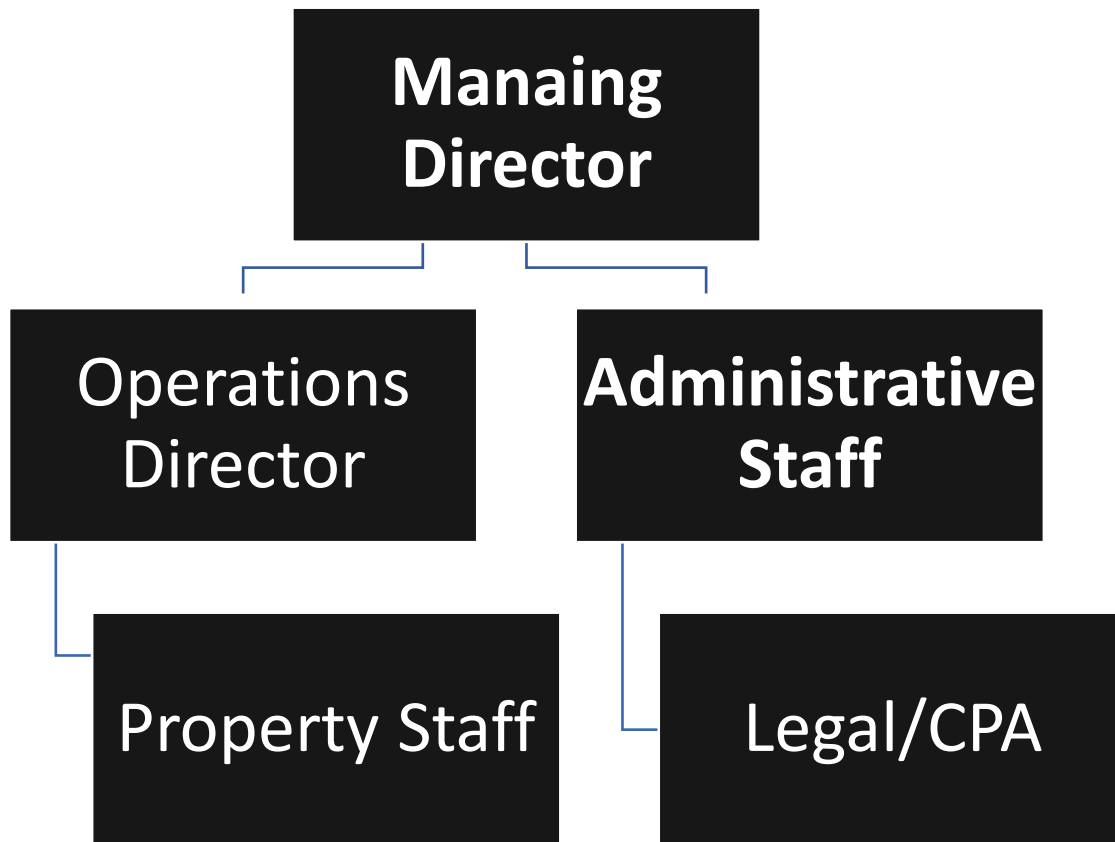 Manaing
Director
Operations
Director
Administrative
Staff
Property Staff
Legal/CPA